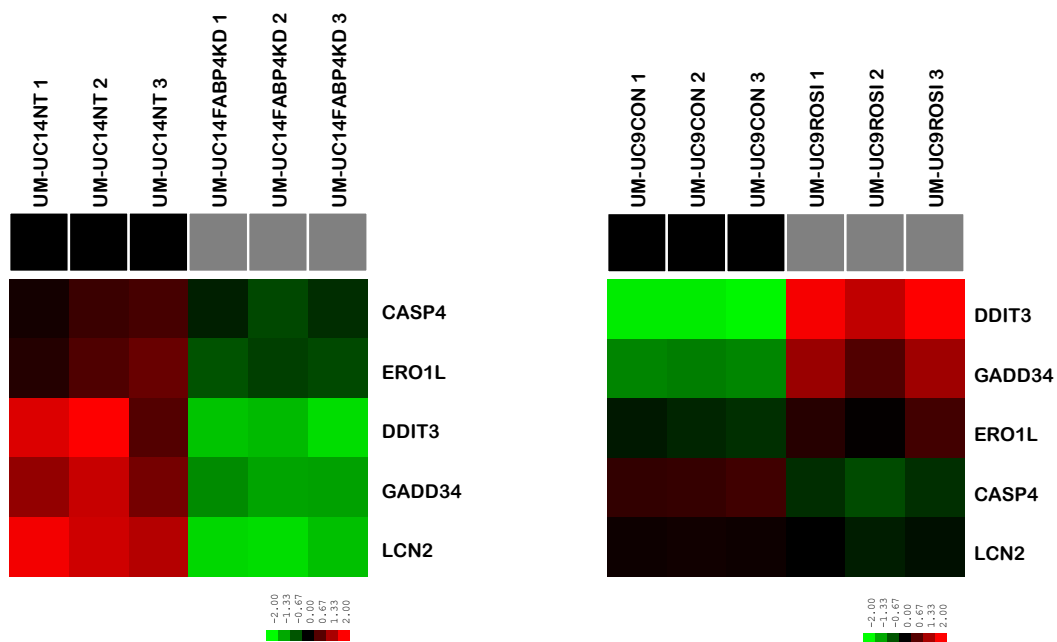 UM-UC14NT 1
UM-UC14NT 2
UM-UC14NT 3
UM-UC14FABP4KD 1
UM-UC14FABP4KD 2
UM-UC14FABP4KD 3
CASP4
ERO1L
DDIT3
GADD34
LCN2
-2.00
-1.33
-0.67
0.00
0.67
1.33
2.00
UM-UC9CON 1
UM-UC9CON 2
UM-UC9CON 3
UM-UC9ROSI 1
UM-UC9ROSI 2
UM-UC9ROSI 3
DDIT3
GADD34
ERO1L
CASP4
LCN2
-2.00
-1.33
-0.67
0.00
0.67
1.33
2.00